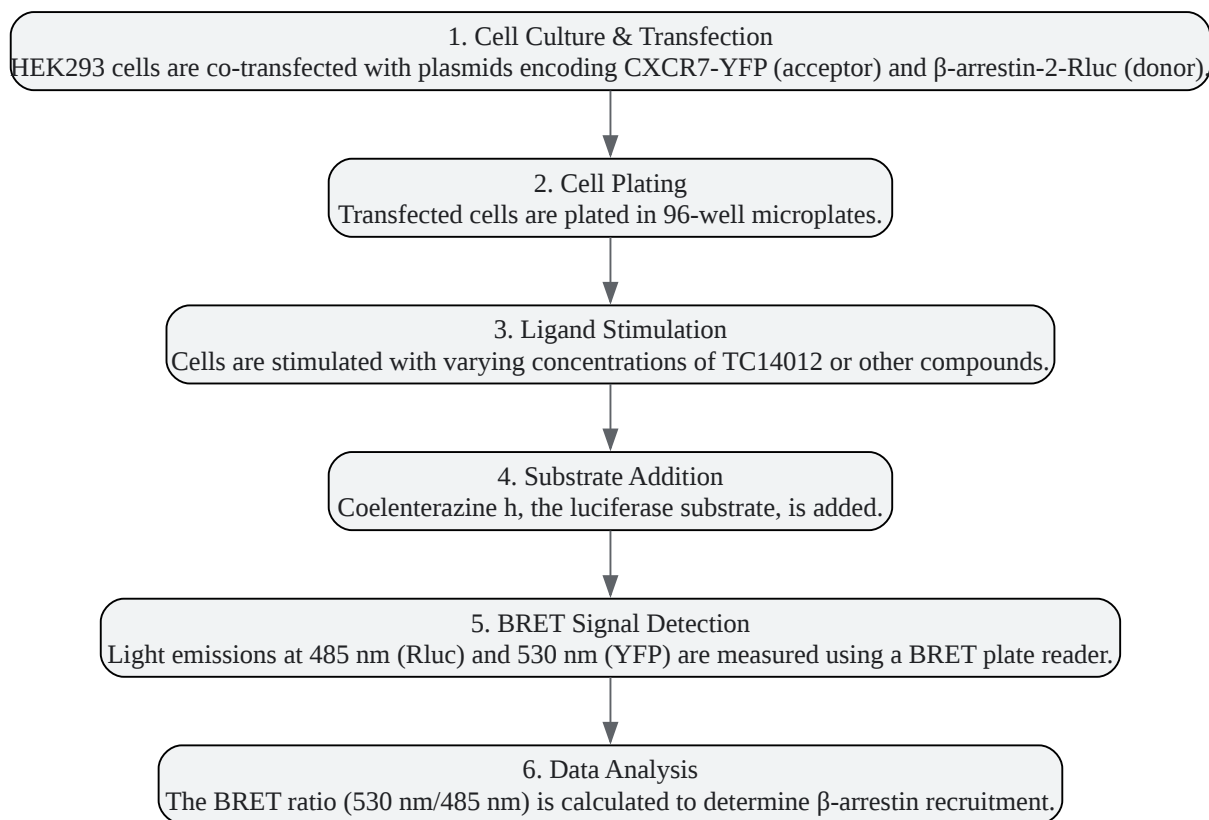 1. Cell Culture & Transfection
HEK293 cells are co-transfected with plasmids encoding CXCR7-YFP (acceptor) and β-arrestin-2-Rluc (donor).
2. Cell Plating
Transfected cells are plated in 96-well microplates.
3. Ligand Stimulation
Cells are stimulated with varying concentrations of TC14012 or other compounds.
4. Substrate Addition
Coelenterazine h, the luciferase substrate, is added.
5. BRET Signal Detection
Light emissions at 485 nm (Rluc) and 530 nm (YFP) are measured using a BRET plate reader.
6. Data Analysis
The BRET ratio (530 nm/485 nm) is calculated to determine β-arrestin recruitment.